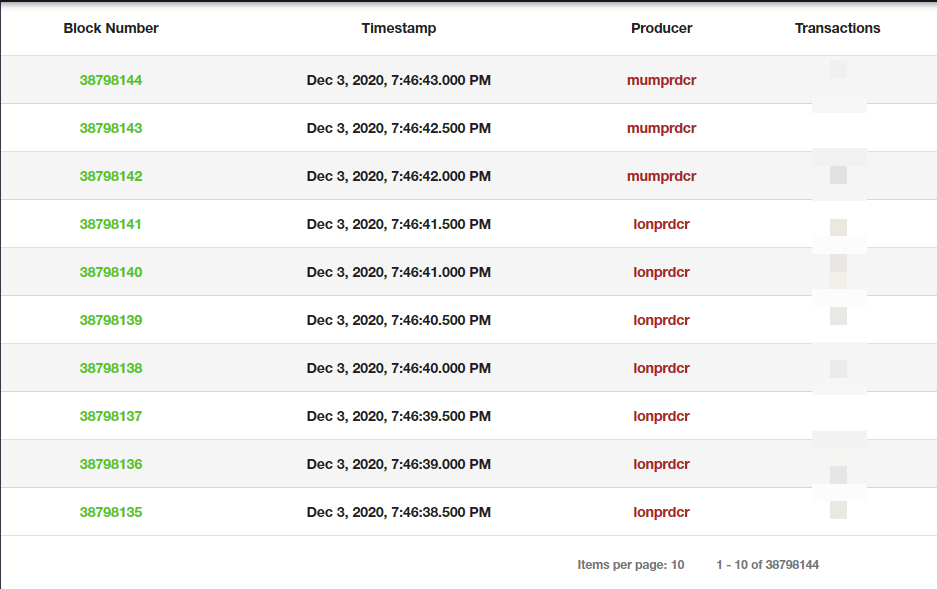 Block Number Timestamp Producer Transactions
38798144 Dec 3, 2020, 7:46:43.000 PM mumprdcr
38798143 Dec 3, 2020, 7:46:42.500 PM mumprdcr
38798142 Dec 3, 2020, 7:46:42.000 PM mumprdcr
38798141 Dec 3, 2020, 7:46:41.500 PM lonprdcr
38798140 Dec 3, 2020, 7:46:41.000 PM lonprdcr
38798139 Dec 3, 2020, 7:46:40.500 PM lonprdcr
38798138 Dec 3, 2020, 7:46:40.000 PM lonprdcr
38798137 Dec 3, 2020, 7:46:39.500 PM lonprdcr
38798136 Dec 3, 2020, 7:46:39.000 PM lonprdcr
38798135 Dec 3, 2020, 7:46:38.500 PM lonprdcr
Items per page: 10 1 - 10 of 38798144